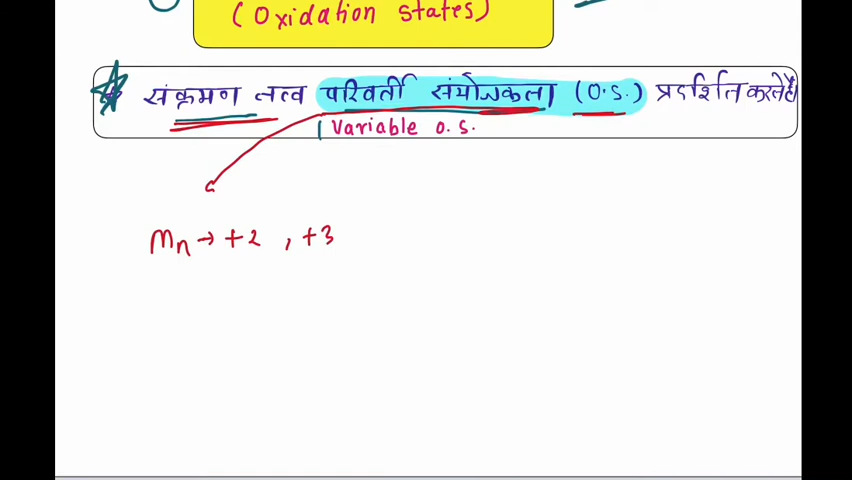 (Oxidation states)
संक्रमण तत्व परिवर्ती संयोजकता (O.S.) प्रदर्शित करते है
Variable o.s.
Mn → +2 , +3